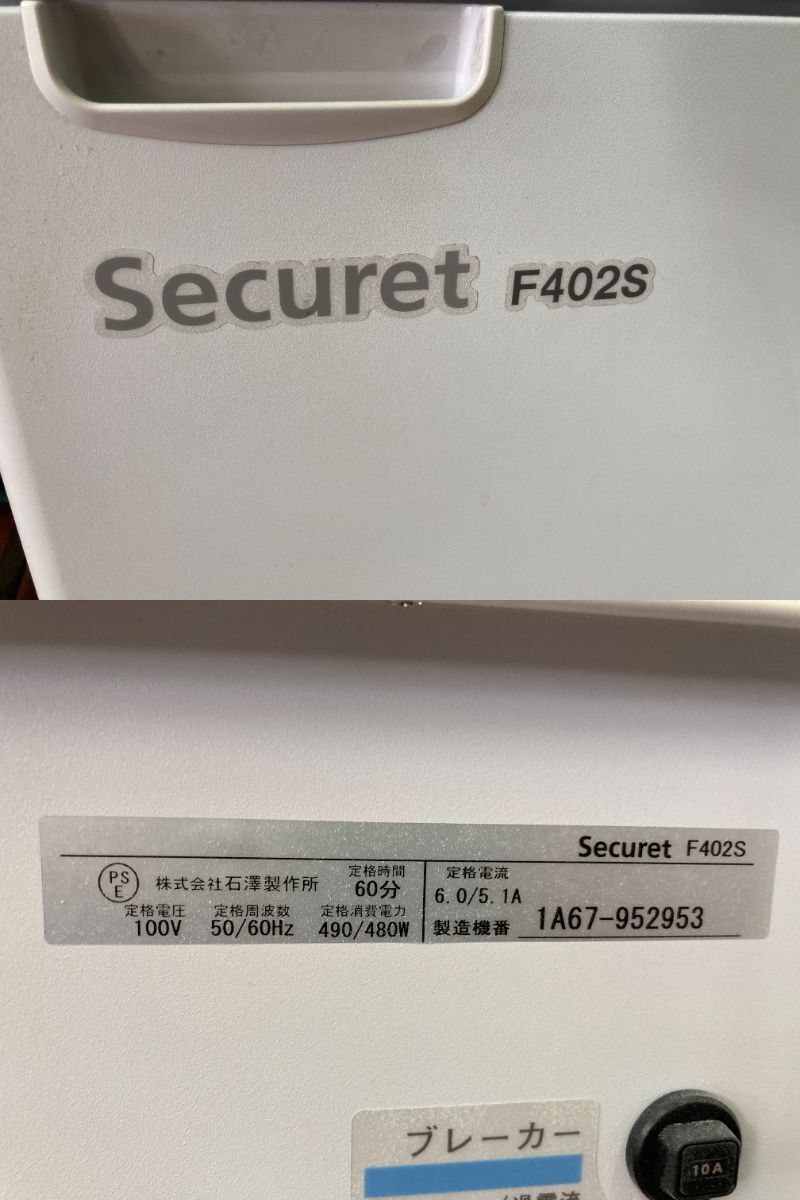 Securet F402S
Securet F402S
PSE 株式会社石澤製作所
定格時間
60分
定格電圧 定格周波数 定格消費電力
100V 50/60Hz 490/480W
定格電流
6.0/5.1A
製造機番 1A67-952953
ブレーカー
10A